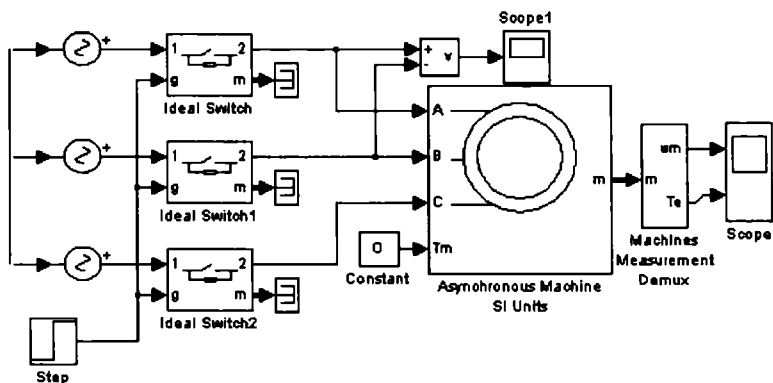 Scope1
+
1 2
+
-
v
g m
Ideal Switch
A
+
1 2
B
wm
g m
m
m
Ideal Switch1
C
Te
+
1 2
0
Tm
Machines
Measurement
Demux
Scope
g m
Constant
Asynchronous Machine
SI Units
Ideal Switch2
Step